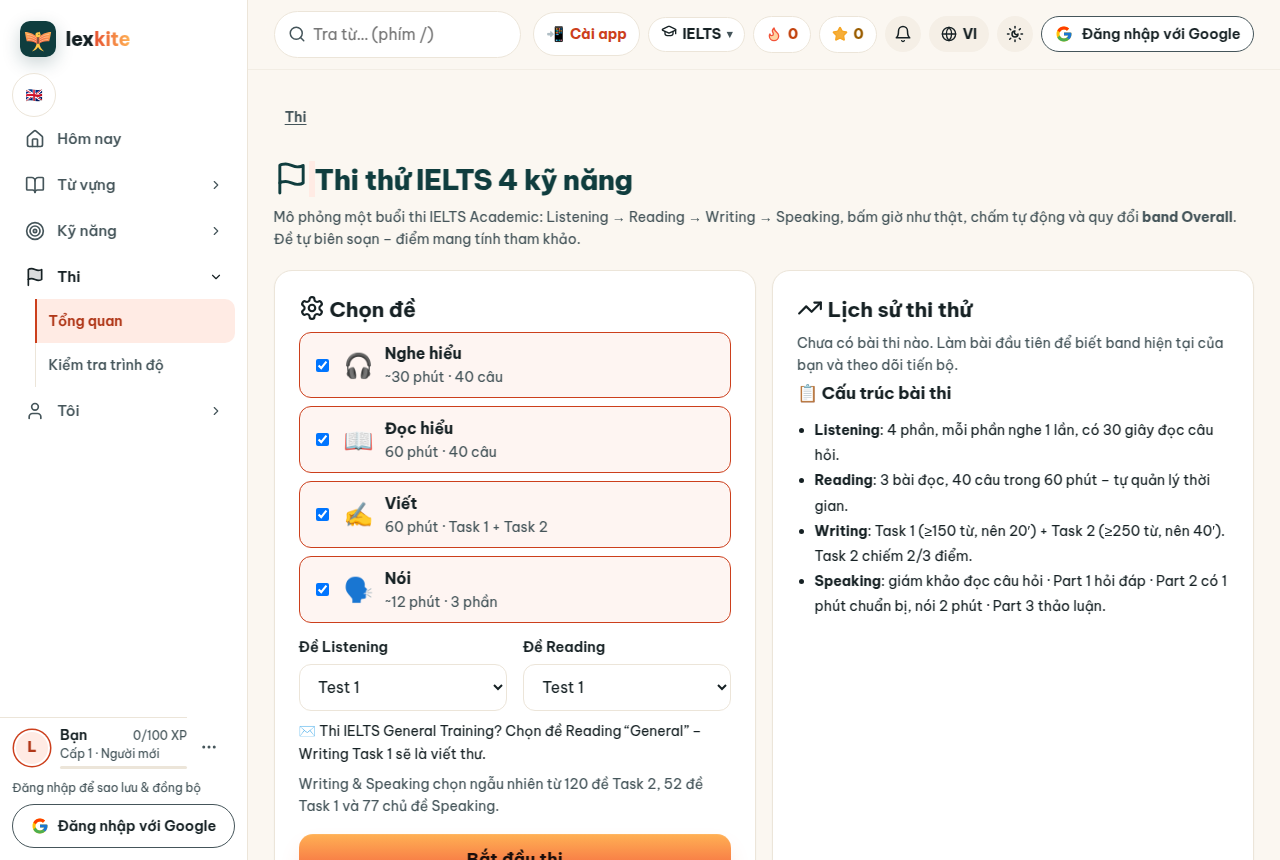 lexkite
Hôm nay
Từ vựng
Kỹ năng
Thi
Tổng quan
Kiểm tra trình độ
Tôi
L
Bạn
0/100 XP
Cấp 1 · Người mới
Đăng nhập để sao lưu & đồng bộ
Đăng nhập với Google
Tra từ... (phím /)
Cài app
IELTS ▾
0
0
VI
Đăng nhập với Google
Thi
Thi thử IELTS 4 kỹ năng
Mô phỏng một buổi thi IELTS Academic: Listening → Reading → Writing → Speaking, bấm giờ như thật, chấm tự động và quy đổi band Overall.
Đề tự biên soạn – điểm mang tính tham khảo.
Chọn đề
Nghe hiểu
~30 phút · 40 câu
Đọc hiểu
60 phút · 40 câu
Viết
60 phút · Task 1 + Task 2
Nói
~12 phút · 3 phần
Đề Listening
Đề Reading
Test 1
Test 1
Thi IELTS General Training? Chọn đề Reading “General” –
Writing Task 1 sẽ là viết thư.
Writing & Speaking chọn ngẫu nhiên từ 120 đề Task 2, 52 đề
Task 1 và 77 chủ đề Speaking.
Bắt đầu thi
Lịch sử thi thử
Chưa có bài thi nào. Làm bài đầu tiên để biết band hiện tại của
bạn và theo dõi tiến bộ.
Cấu trúc bài thi
• Listening: 4 phần, mỗi phần nghe 1 lần, có 30 giây đọc câu
hỏi.
• Reading: 3 bài đọc, 40 câu trong 60 phút – tự quản lý thời
gian.
• Writing: Task 1 (≥150 từ, nên 20') + Task 2 (≥250 từ, nên 40').
Task 2 chiếm 2/3 điểm.
• Speaking: giám khảo đọc câu hỏi · Part 1 hỏi đáp · Part 2 có 1
phút chuẩn bị, nói 2 phút · Part 3 thảo luận.